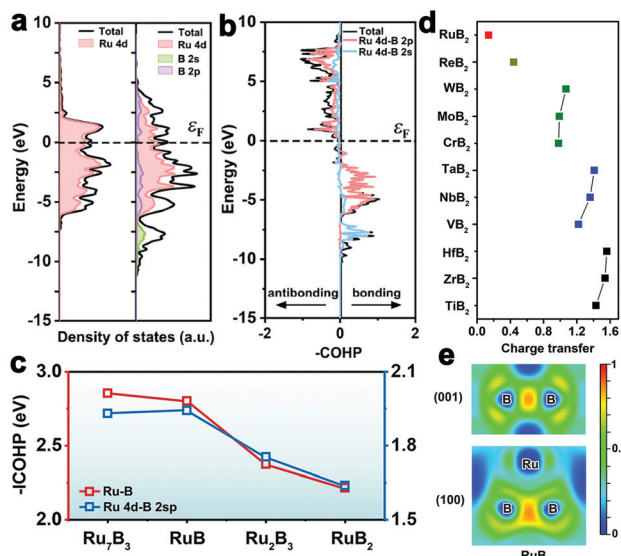 a
Total
Ru 4d
Total
Ru 4d
B 2s
B 2p
εF
Energy (eV)
15
10
5
0
-5
-10
-15
Density of states (a.u.)
b
Total
Ru 4d-B 2p
Ru 4d-B 2s
εF
Energy (eV)
15
10
5
0
-5
-10
-15
antibonding
bonding
-2
-1
0
1
2
-COHP
d
RuB2
ReB2
WB2
MoB2
CrB2
TaB2
NbB2
VB2
HfB2
ZrB2
TiB2
0.0
0.4
0.8
1.2
1.6
Charge transfer
c
-ICOHP (eV)
3.0
2.5
2.0
2.1
1.8
1.5
Ru-B
Ru 4d-B 2sp
Ru7B3
RuB
Ru2B3
RuB2
e
(001)
B
B
(100)
Ru
B
B
1
0